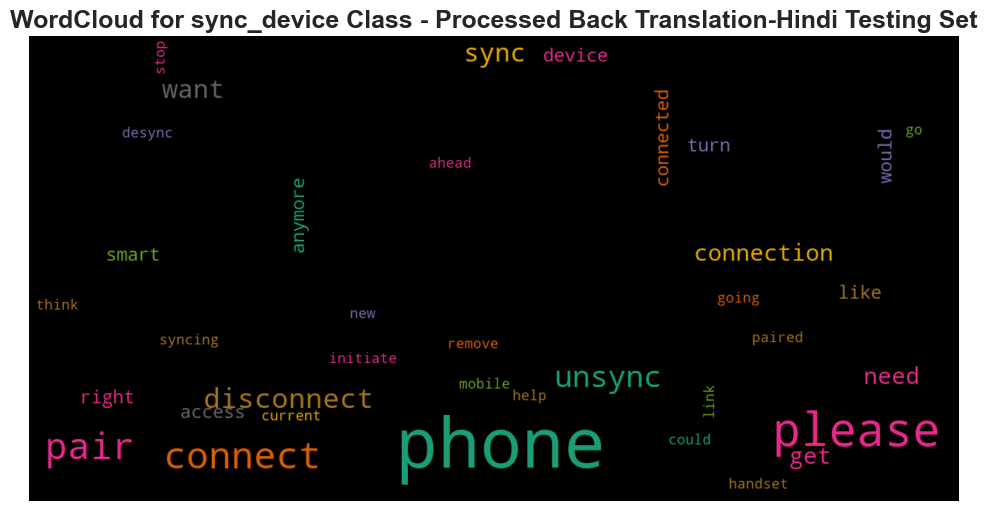 WordCloud for sync_device Class - Processed Back Translation-Hindi Testing Set
stop
sync
device
want
connected
desync
go
turn
would
ahead
anymore
smart
connection
think
going
like
new
syncing
remove
paired
initiate
unsync
need
mobile
right
disconnect
help
link
access
current
phone
please
pair
connect
could
get
handset